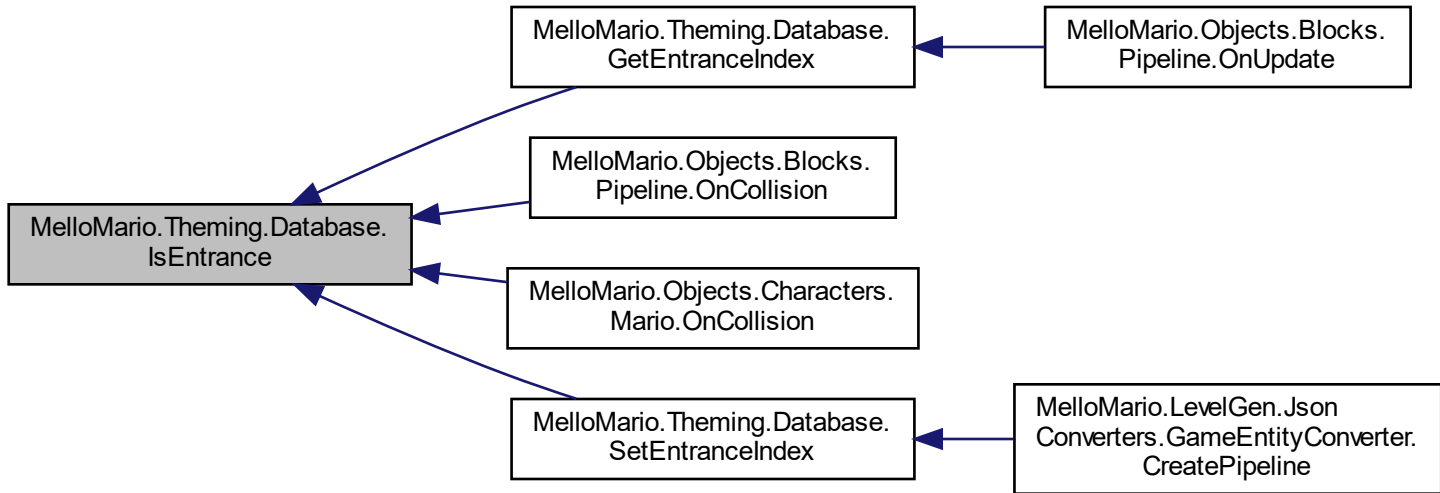 MelloMario.Theming.Database.
GetEntranceIndex
MelloMario.Objects.Blocks.
Pipeline.OnUpdate
MelloMario.Objects.Blocks.
Pipeline.OnCollision
MelloMario.Theming.Database.
IsEntrance
MelloMario.Objects.Characters.
Mario.OnCollision
MelloMario.Theming.Database.
SetEntranceIndex
MelloMario.LevelGen.Json
Converters.GameEntityConverter.
CreatePipeline